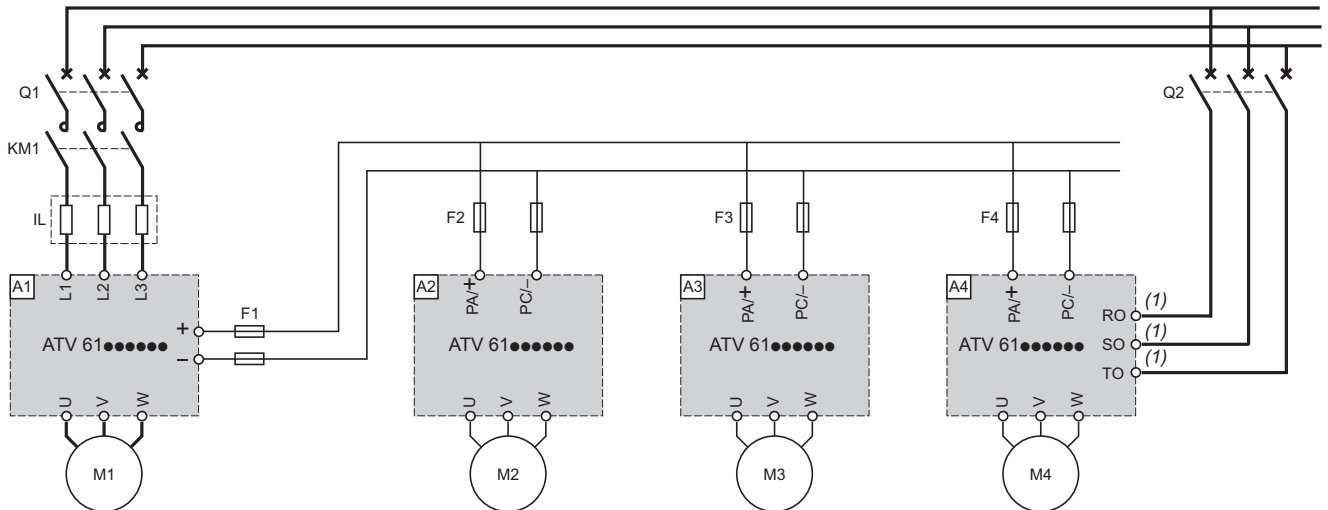 Q1
Q2
KM1
IL
F2
F3
F4
A1
L1
L2
L3
A2
PA/+
PC/–
A3
PA/+
PC/–
A4
PA/+
PC/–
F1
+
–
RO
(1)
SO
(1)
TO
(1)
ATV 61●●●●●●
ATV 61●●●●●●
ATV 61●●●●●●
ATV 61●●●●●●
U
V
W
U
V
W
U
V
W
U
V
W
M1
M2
M3
M4